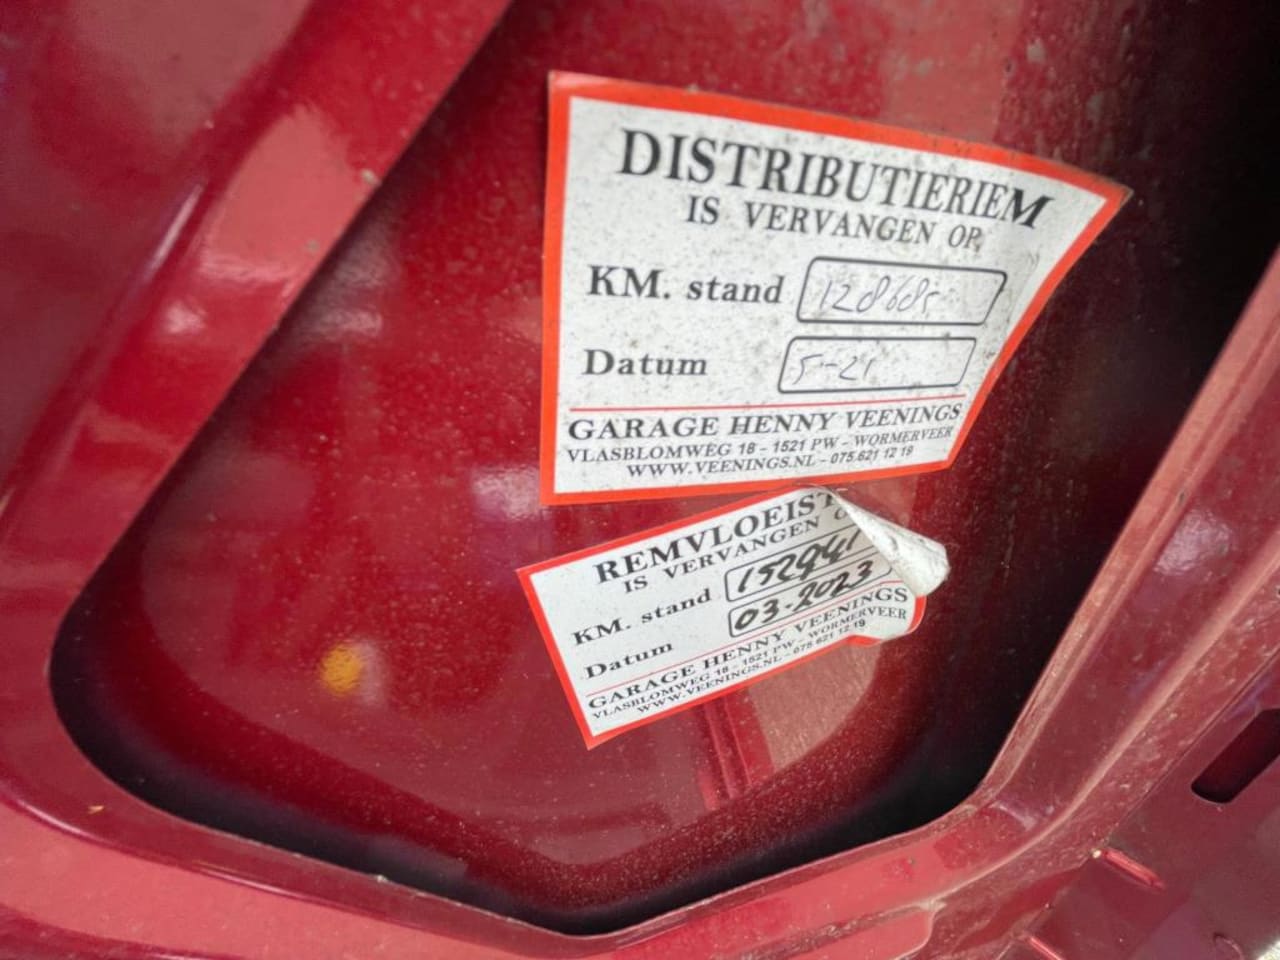 DISTRIBUTIERIEM
IS VERVANGEN OP
KM. stand 128685
Datum 5-21
GARAGE HENNY VEENINGS
VLASBLOMWEG 18 - 1521 PW - WORMERVEER
WWW.VEENINGS.NL - 075 621 12 19
REMVLOEIST
IS VERVANGEN O
KM. stand 152941
Datum 03-2023
GARAGE HENNY VEENINGS
VLASBLOMWEG 18 - 1521 PW - WORMERVEER
WWW.VEENINGS.NL - 075 621 12 19